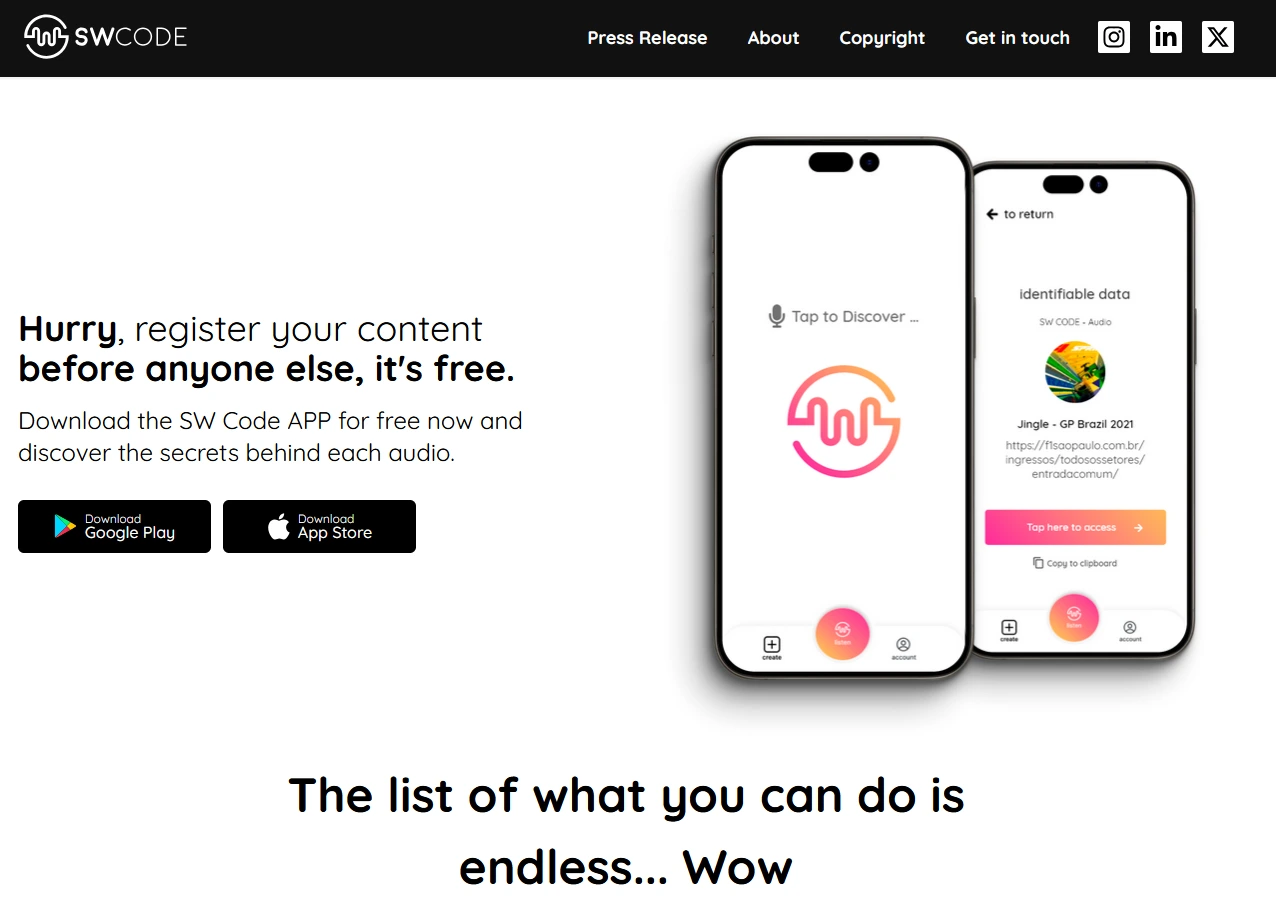 SWCODE
Press Release
About
Copyright
Get in touch
Hurry, register your content
before anyone else, it's free.
Download the SW Code APP for free now and
discover the secrets behind each audio.
Download
Google Play
Download
App Store
Tap to Discover ...
create
listen
account
to return
identifiable data
SW CODE - Audio
Jingle - GP Brazil 2021
https://f1saopaulo.com.br/
ingressos/todosossetores/
entradacomum/
Tap here to access
Copy to clipboard
create
listen
account
The list of what you can do is
endless... Wow